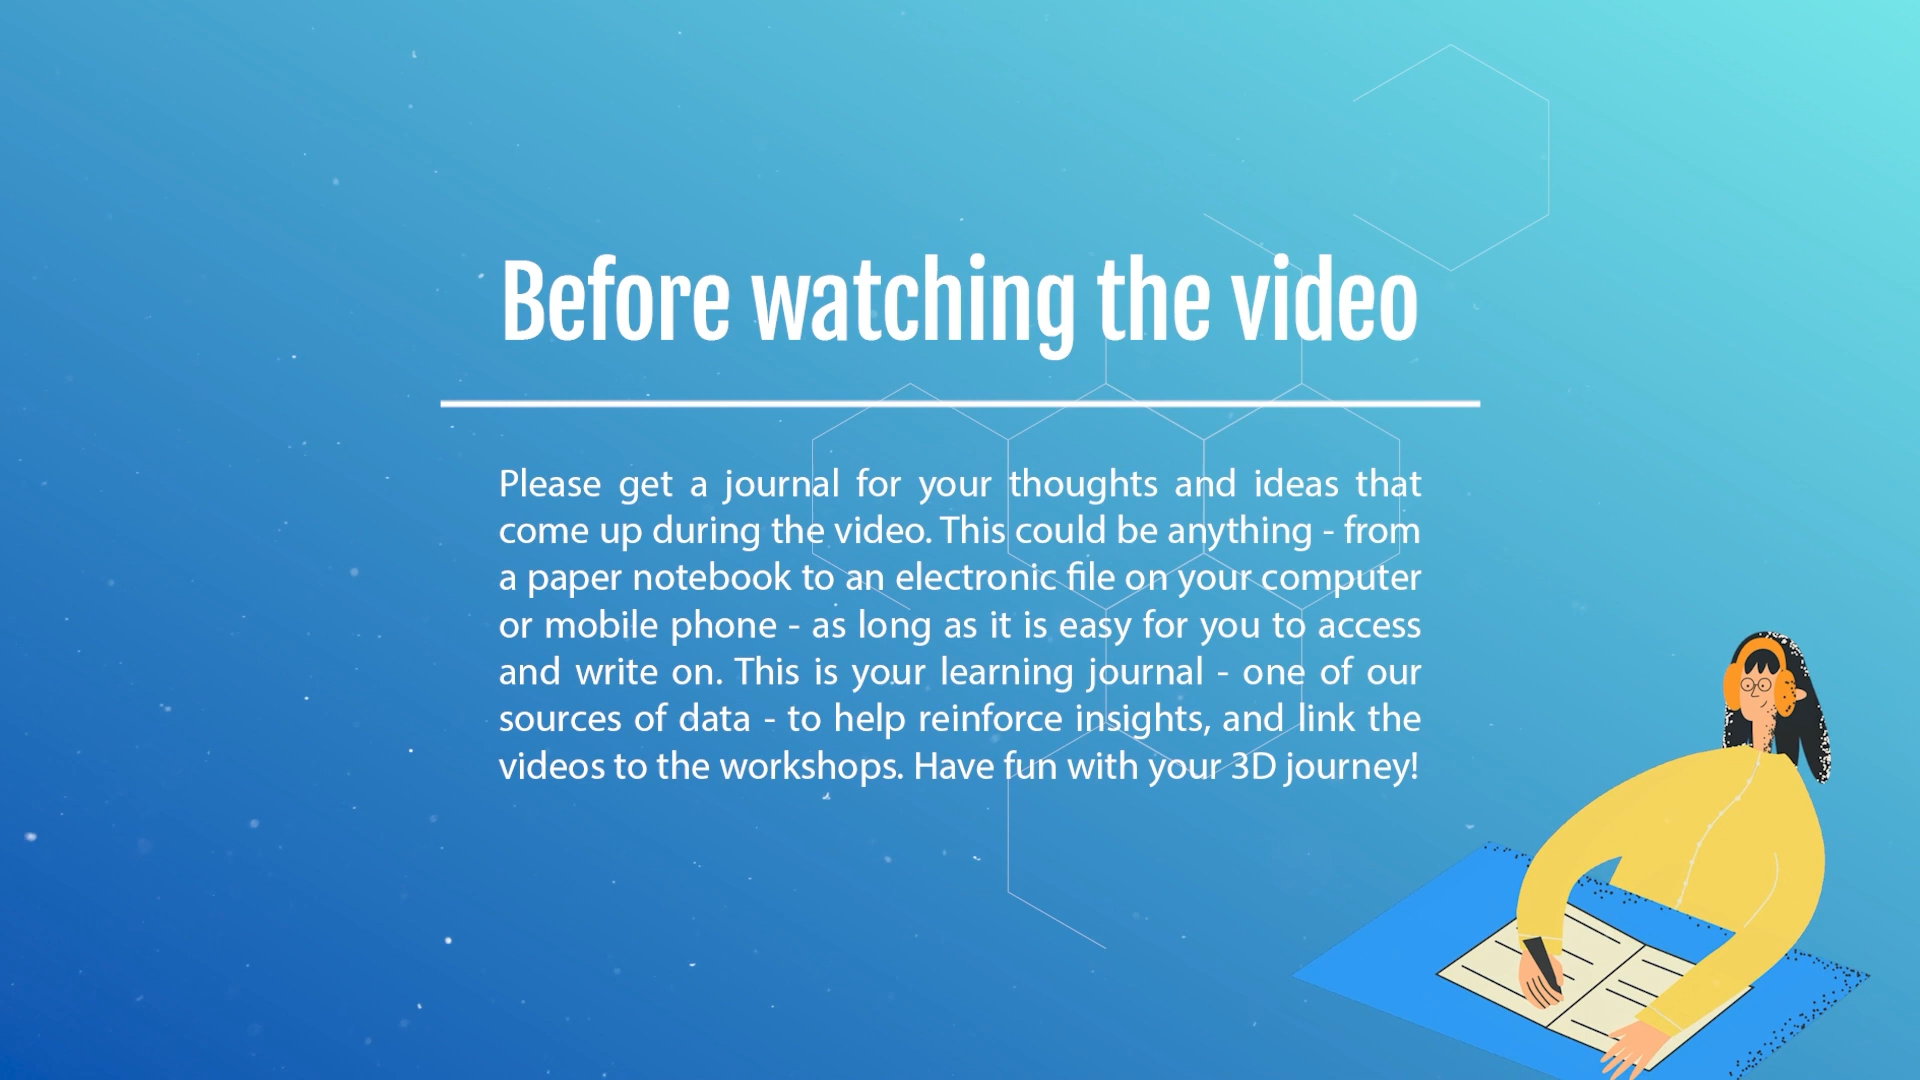 Before watching the video
Please get a journal for your thoughts and ideas that
come up during the video. This could be anything - from
a paper notebook to an electronic file on your computer
or mobile phone - as long as it is easy for you to access
and write on. This is your learning journal - one of our
sources of data - to help reinforce insights, and link the
videos to the workshops. Have fun with your 3D journey!